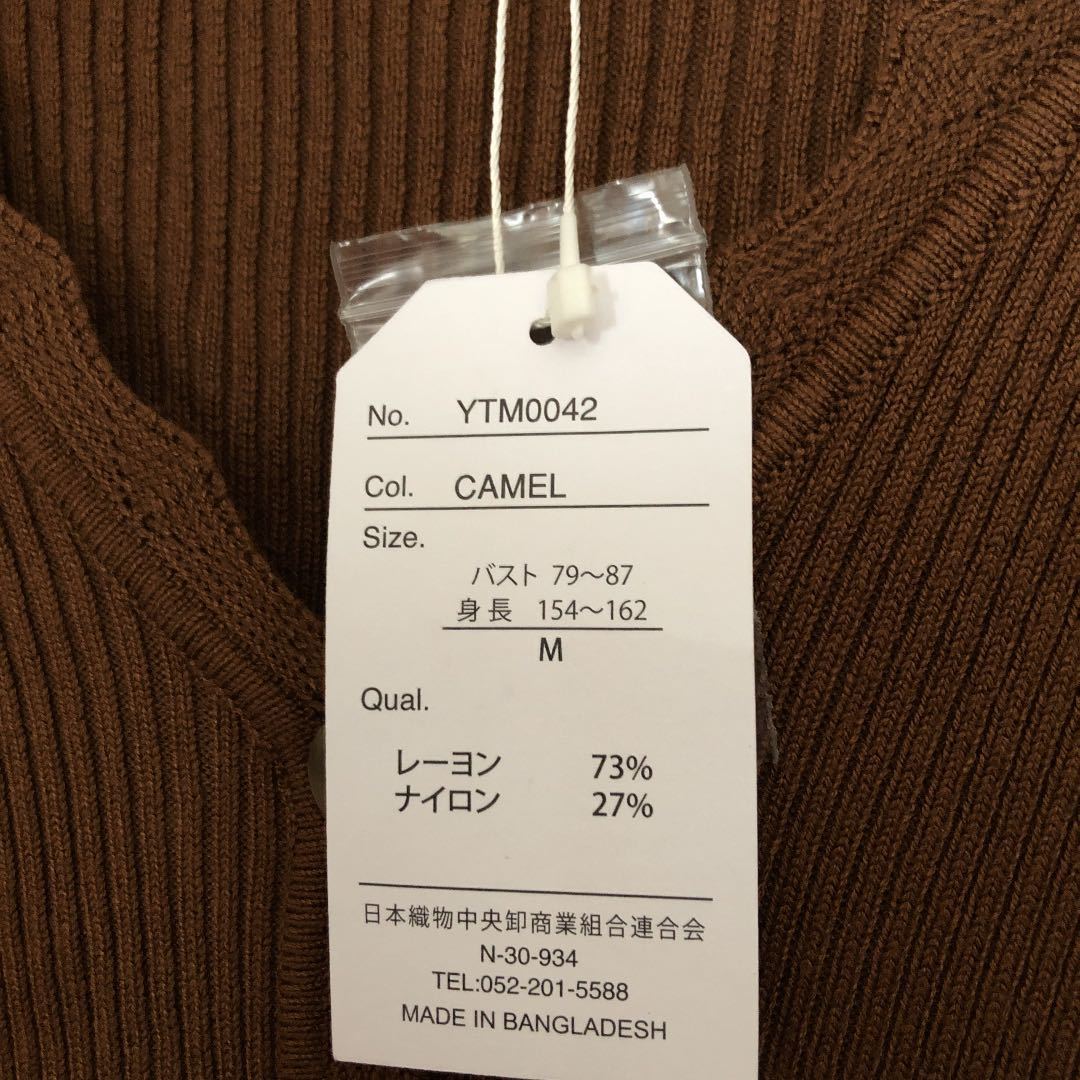 No. YTM0042
Col. CAMEL
Size.
バスト 79～87
身長 154～162
M
Qual.
レーヨン 73%
ナイロン 27%
日本織物中央卸商業組合連合会
N-30-934
TEL:052-201-5588
MADE IN BANGLADESH